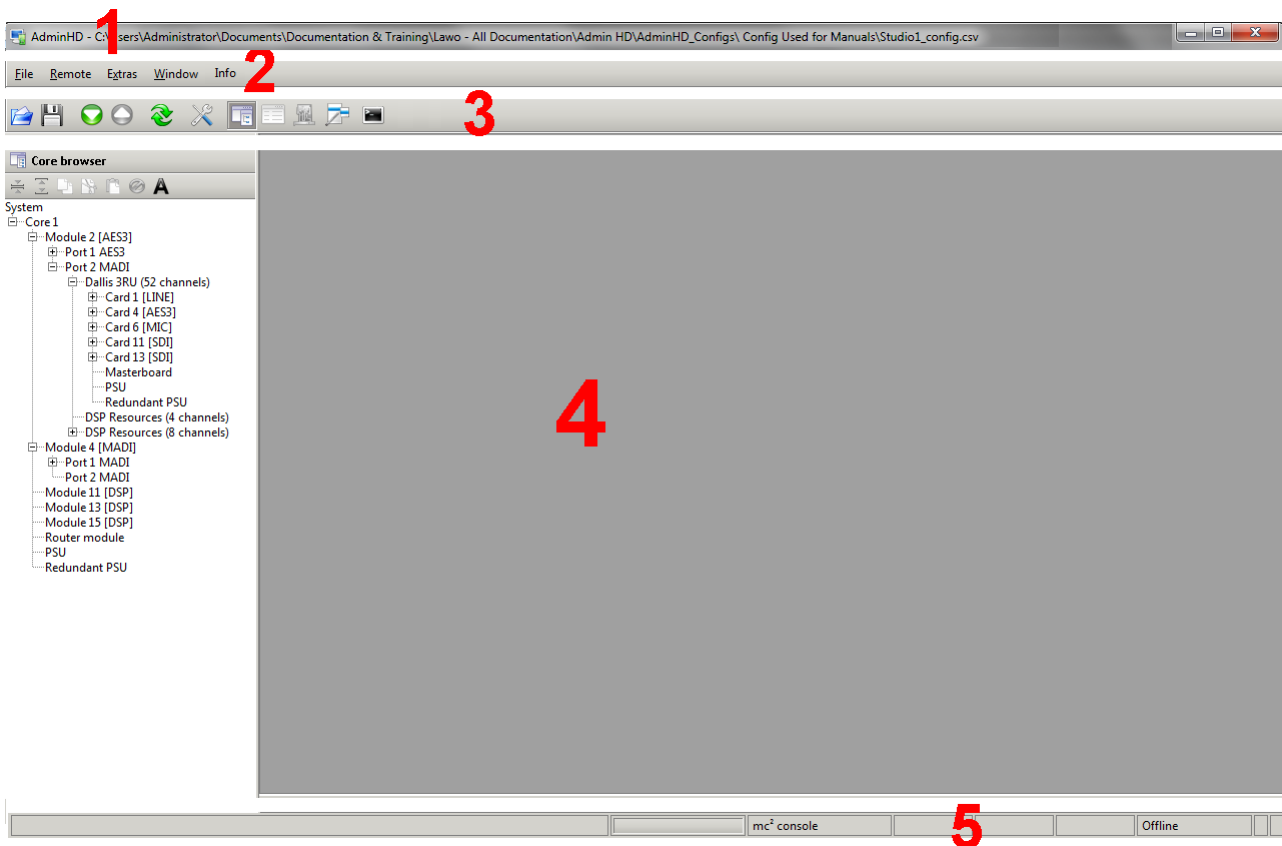 1
AdminHD - C:\Users\Administrator\Documents\Documentation & Training\Lawo - All Documentation\Admin HD\AdminHD_Configs\ Config Used for Manuals\Studio1_config.csv
File Remote Extras Window Info
2
3
Core browser
A
System
Core 1
Module 2 [AES3]
Port 1 AES3
Port 2 MADI
Dallis 3RU (52 channels)
Card 1 [LINE]
Card 4 [AES3]
Card 6 [MIC]
Card 11 [SDI]
Card 13 [SDI]
Masterboard
PSU
Redundant PSU
DSP Resources (4 channels)
DSP Resources (8 channels)
Module 4 [MADI]
Port 1 MADI
Port 2 MADI
Module 11 [DSP]
Module 13 [DSP]
Module 15 [DSP]
Router module
PSU
Redundant PSU
4
mc² console
5
Offline